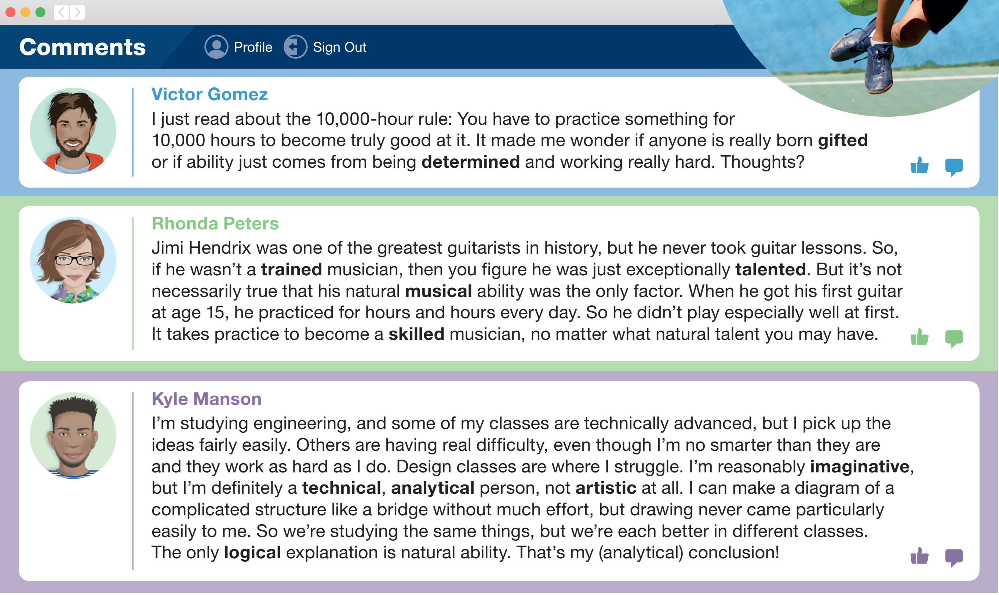 Comments
Profile
Sign Out
Victor Gomez
I just read about the 10,000-hour rule: You have to practice something for
10,000 hours to become truly good at it. It made me wonder if anyone is really born gifted
or if ability just comes from being determined and working really hard. Thoughts?
Rhonda Peters
Jimi Hendrix was one of the greatest guitarists in history, but he never took guitar lessons. So,
if he wasn’t a trained musician, then you figure he was just exceptionally talented. But it’s not
necessarily true that his natural musical ability was the only factor. When he got his first guitar
at age 15, he practiced for hours and hours every day. So he didn’t play especially well at first.
It takes practice to become a skilled musician, no matter what natural talent you may have.
Kyle Manson
I’m studying engineering, and some of my classes are technically advanced, but I pick up the
ideas fairly easily. Others are having real difficulty, even though I’m no smarter than they are
and they work as hard as I do. Design classes are where I struggle. I’m reasonably imaginative,
but I’m definitely a technical, analytical person, not artistic at all. I can make a diagram of a
complicated structure like a bridge without much effort, but drawing never came particularly
easily to me. So we’re studying the same things, but we’re each better in different classes.
The only logical explanation is natural ability. That’s my (analytical) conclusion!